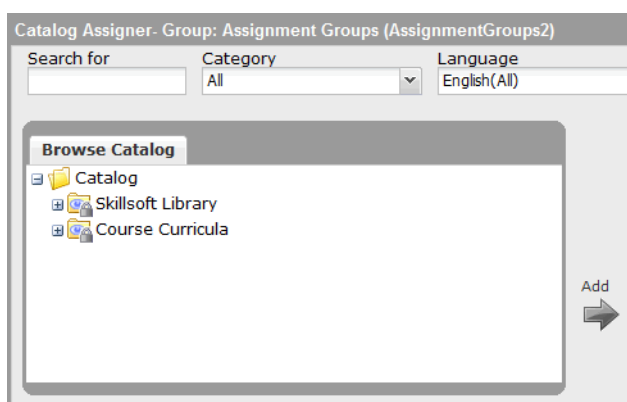 Catalog Assigner- Group: Assignment Groups (AssignmentGroups2)
Search for Category Language
All English(All)
Browse Catalog
Catalog
Skillsoft Library
Course Curricula
Add